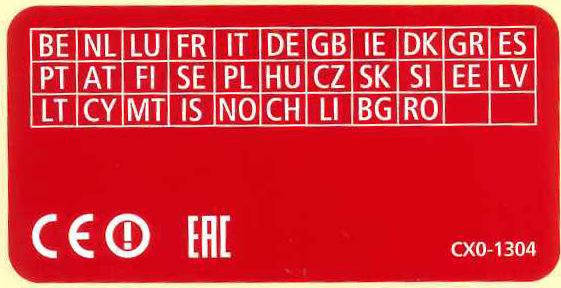 BE NL LU FR IT DE GB IE DK GR ES
PT AT FI SE PL HU CZ SK SI EE LV
LT CY MT IS NO CH LI BG RO
CE ! EAC
CX0-1304